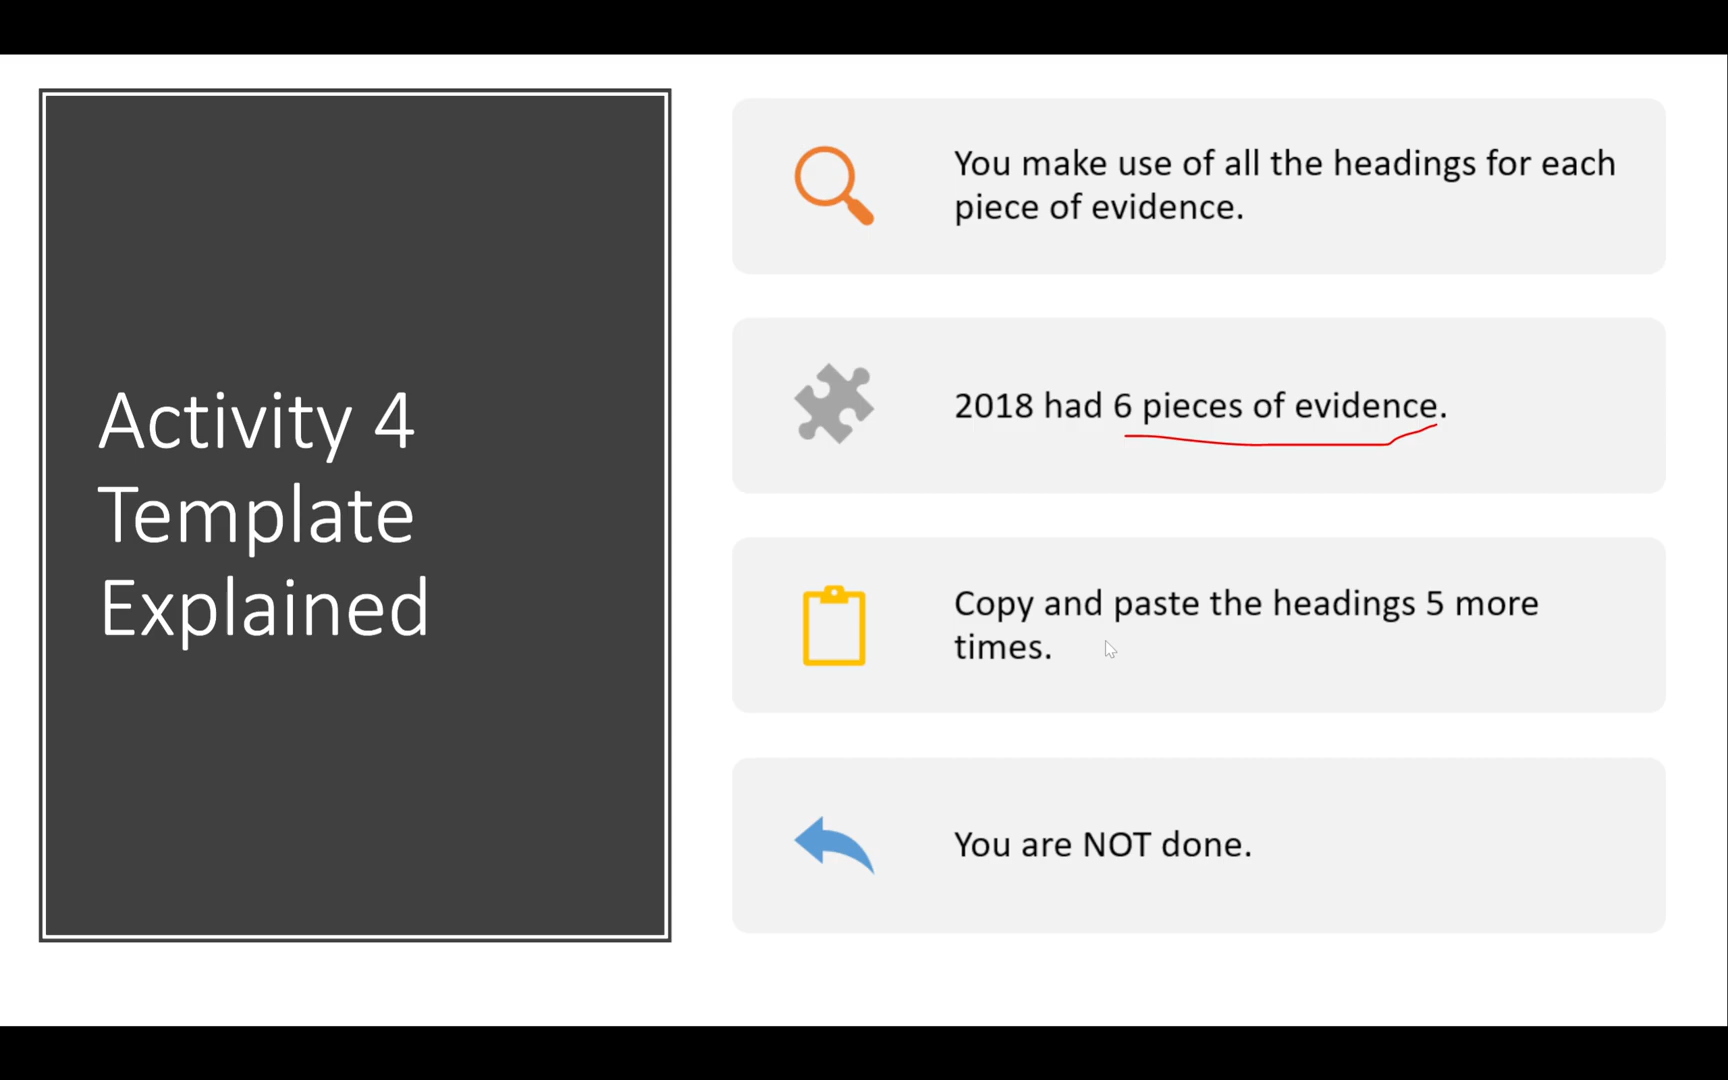 Activity 4
Template
Explained
You make use of all the headings for each
piece of evidence.
2018 had 6 pieces of evidence.
Copy and paste the headings 5 more
times.
You are NOT done.